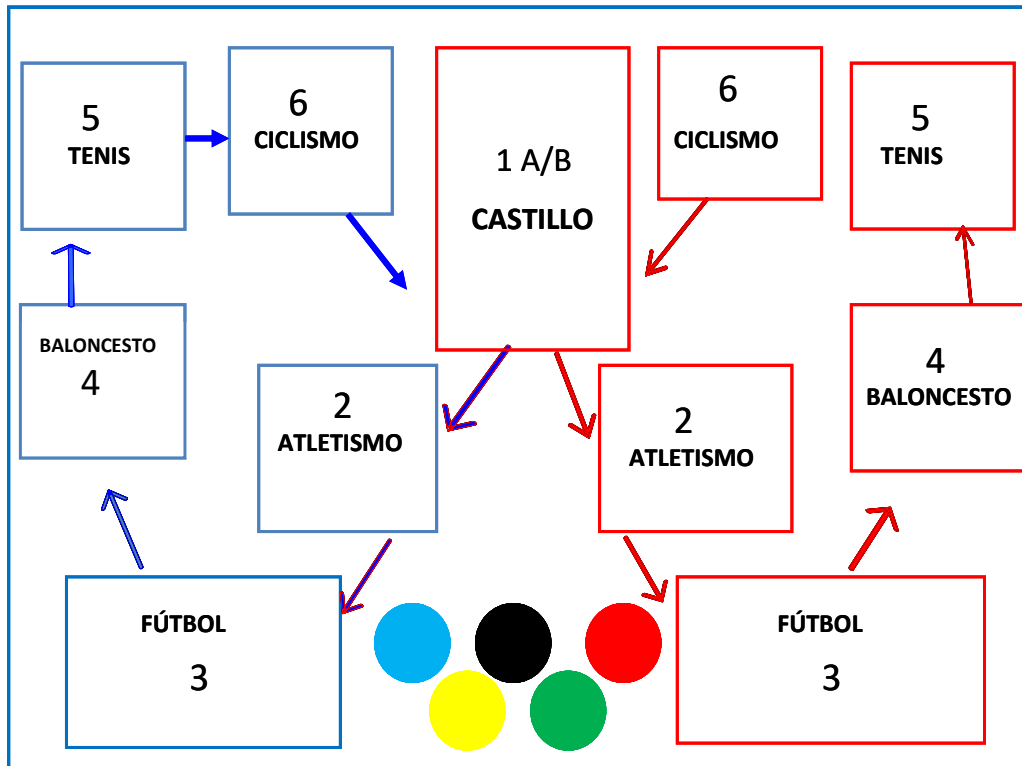 5
TENIS
6
CICLISMO
1 A/B
CASTILLO
6
CICLISMO
5
TENIS
BALONCESTO
4
2
ATLETISMO
2
ATLETISMO
4
BALONCESTO
FÚTBOL
3
FÚTBOL
3